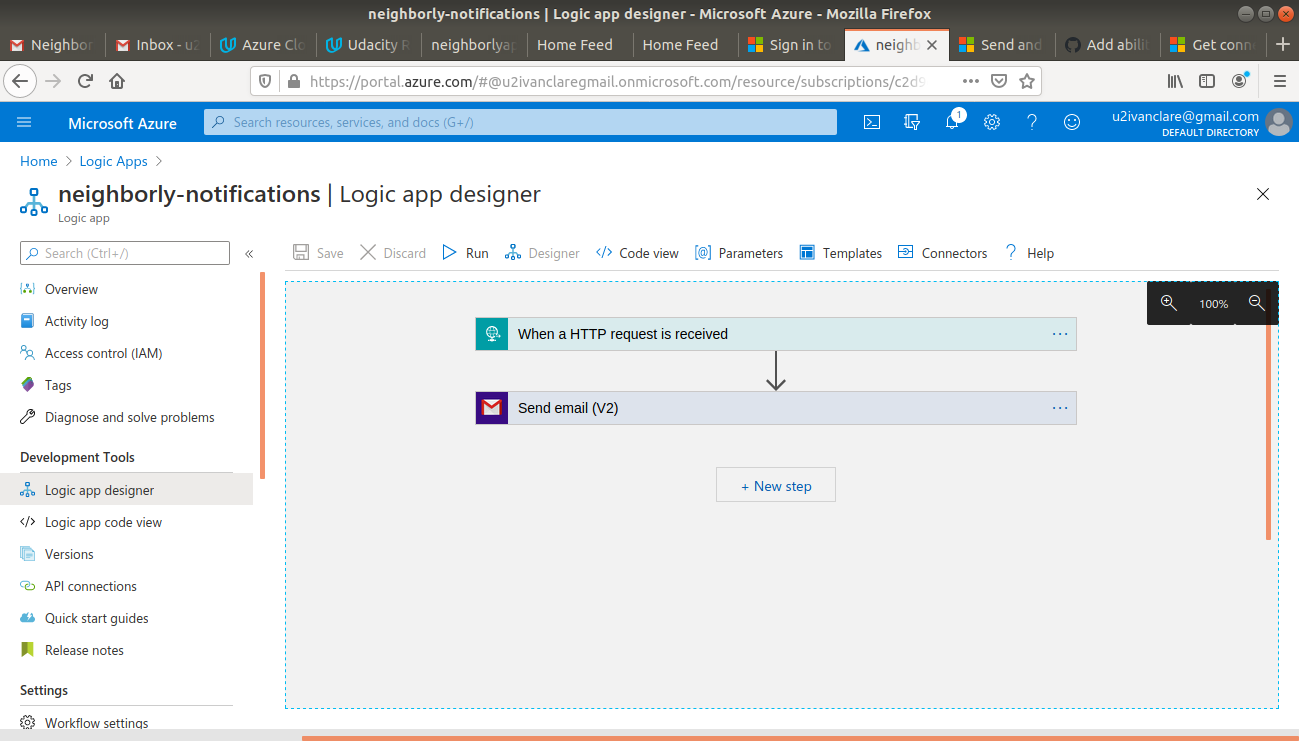 neighborly-notifications | Logic app designer - Microsoft Azure - Mozilla Firefox
Neighbor Inbox - u2 Azure Clo Udacity R neighborlyap Home Feed Home Feed Sign in to neighb Send and Add abili Get conn
https://portal.azure.com/#@u2ivanclaregmail.onmicrosoft.com/resource/subscriptions/c2d9
Microsoft Azure
Search resources, services, and docs (G+/)
1
u2ivanclare@gmail.com
DEFAULT DIRECTORY
Home > Logic Apps >
neighborly-notifications | Logic app designer
Logic app
Search (Ctrl+/)
Save Discard Run Designer Code view Parameters Templates Connectors Help
Overview
Activity log
Access control (IAM)
Tags
Diagnose and solve problems
Development Tools
Logic app designer
Logic app code view
Versions
API connections
Quick start guides
Release notes
Settings
Workflow settings
100%
When a HTTP request is received
Send email (V2)
+ New step